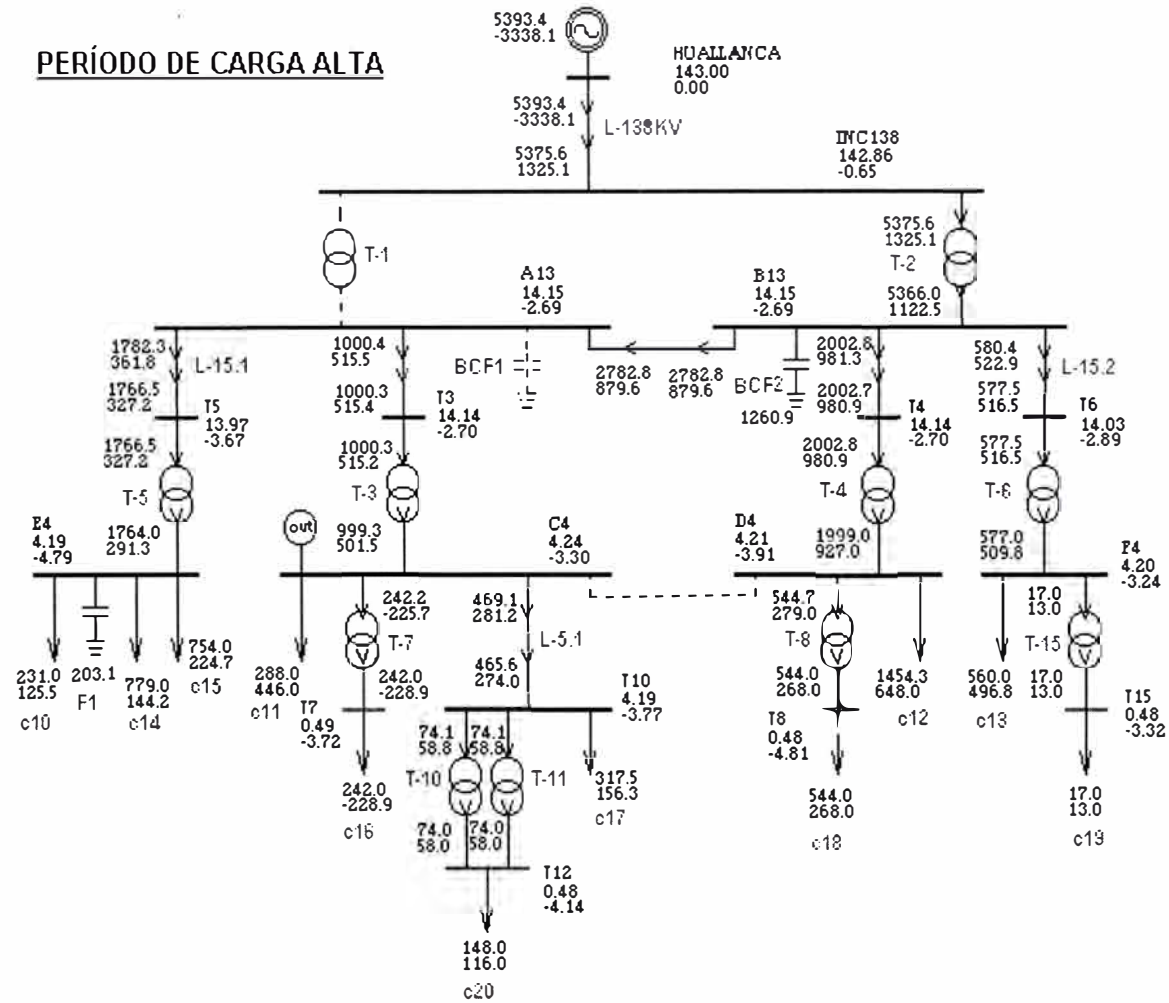 PERÍODO DE CARGA ALTA
5393.4
-3338.1
HUALLANCA
143.00
0.00
5393.4
-3338.1
L-138KV
5375.6
1325.1
INC138
142.86
-0.65
T-1
5375.6
1325.1
T-2
A13
14.15
-2.69
B13
14.15
-2.69
5366.0
1122.5
1782.3
361.8
L-15.1
1000.4
515.5
BCF1
2782.8
879.6
2782.8
879.6
BCF2
1260.9
2002.8
981.3
580.4
522.9
L-15.2
1766.5
327.2
T5
13.97
-3.67
1000.3
515.4
T3
14.14
-2.70
2002.7
980.9
T4
14.14
-2.70
577.5
516.5
T6
14.03
-2.89
1766.5
327.2
T-5
1000.3
515.2
T-3
2002.8
980.9
T-4
577.5
516.5
T-6
E4
4.19
-4.79
1764.0
291.3
out
999.3
501.5
C4
4.24
-3.30
D4
4.21
-3.91
1999.0
927.0
577.0
509.8
F4
4.20
-3.24
242.2
-225.7
T-7
469.1
281.2
L-5.1
544.7
279.0
T-8
17.0
13.0
T-15
231.0
125.5
c10
203.1
F1
779.0
144.2
c14
754.0
224.7
c15
288.0
446.0
c11
242.0
-228.9
T7
0.49
-3.72
465.6
274.0
T10
4.19
-3.77
544.0
268.0
T8
0.48
-4.81
1454.3
648.0
c12
560.0
496.8
c13
17.0
13.0
T15
0.48
-3.32
74.1
58.8
74.1
58.8
T-10
T-11
242.0
-228.9
c16
317.5
156.3
c17
544.0
268.0
c18
17.0
13.0
c19
74.0
58.0
74.0
58.0
T12
0.48
-4.14
148.0
116.0
c20